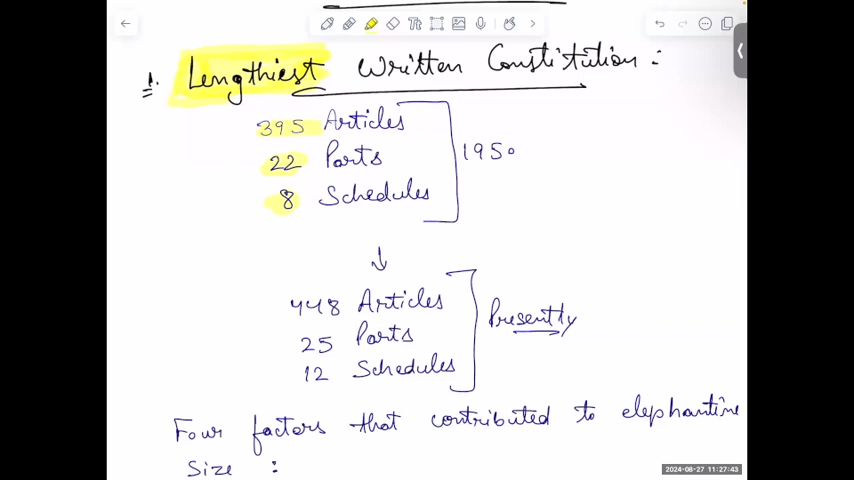 1. Lengthiest Written Constitution :
395 Articles
22 Parts
8 Schedules
1950
↓
448 Articles
25 Parts
12 Schedules
Presently
Four factors that contributed to elephantine
Size :
Tt
2024-08-27 11:27:43